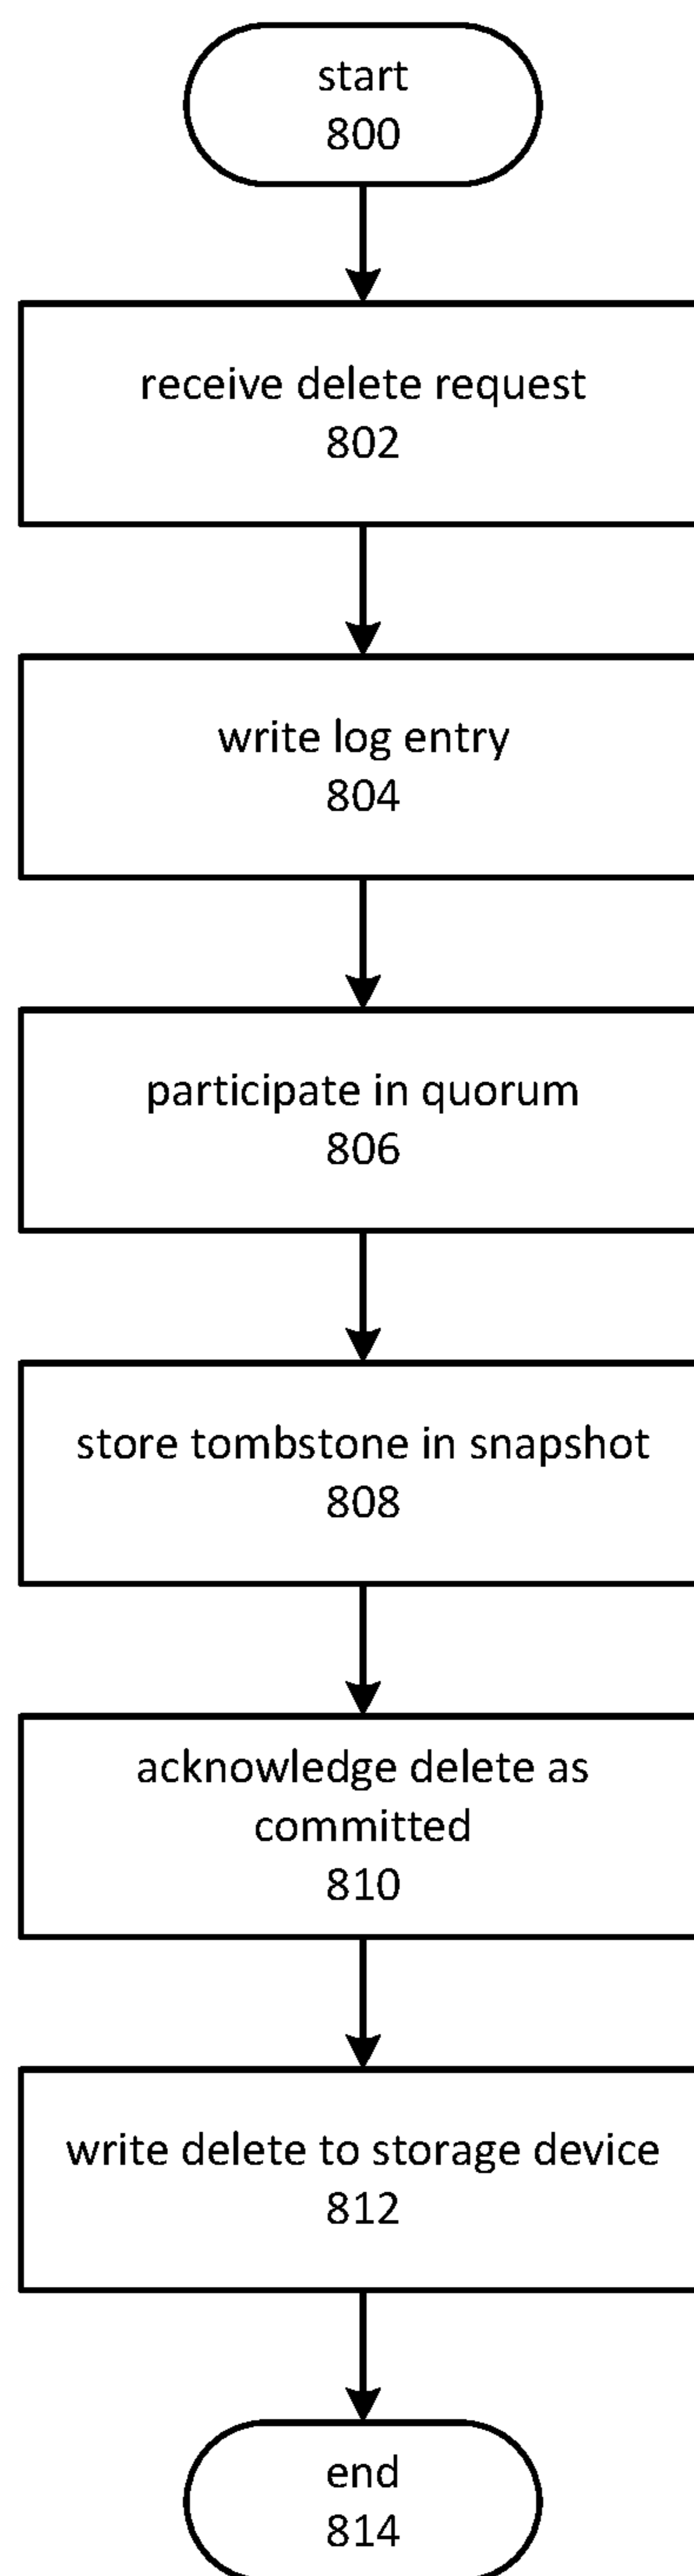 start
800
receive delete request
802
write log entry
804
participate in quorum
806
store tombstone in snapshot
808
acknowledge delete as
committed
810
write delete to storage device
812
end
814